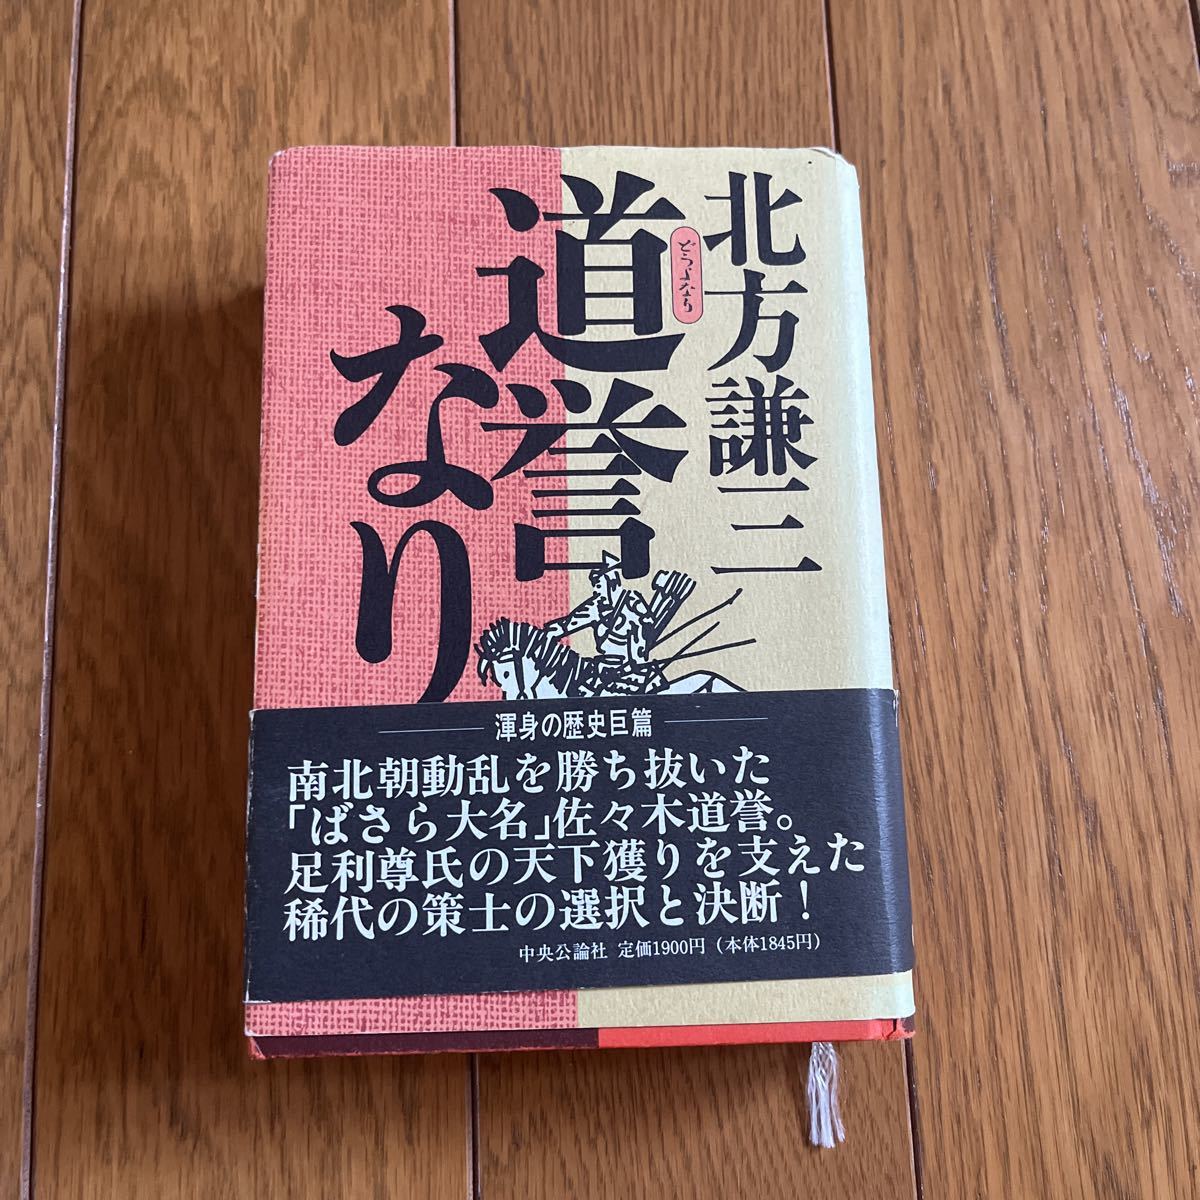 北方謙三
道誉
どうよなり
なり
渾身の歴史巨篇
南北朝動乱を勝ち抜いた
「ばさら大名」佐々木道誉。
足利尊氏の天下獲りを支えた
稀代の策士の選択と決断！
中央公論社 定価1900円（本体1845円）